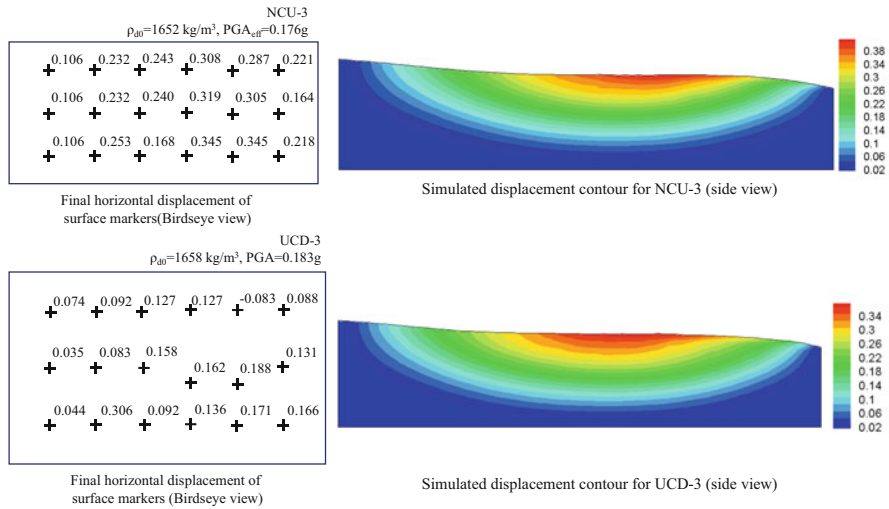 NCU-3
ρd0=1652 kg/m³, PGAeff=0.176g
0.106 0.232 0.243 0.308 0.287 0.221
0.106 0.232 0.240 0.319 0.305 0.164
0.106 0.253 0.168 0.345 0.345 0.218
Final horizontal displacement of
surface markers(Birdseye view)
0.38
0.34
0.3
0.26
0.22
0.18
0.14
0.1
0.06
0.02
Simulated displacement contour for NCU-3 (side view)
UCD-3
ρd0=1658 kg/m³, PGA=0.183g
0.074 0.092 0.127 0.127 -0.083 0.088
0.035 0.083 0.158 0.162 0.188 0.131
0.044 0.306 0.092 0.136 0.171 0.166
Final horizontal displacement of
surface markers (Birdseye view)
0.34
0.3
0.26
0.22
0.18
0.14
0.1
0.06
0.02
Simulated displacement contour for UCD-3 (side view)